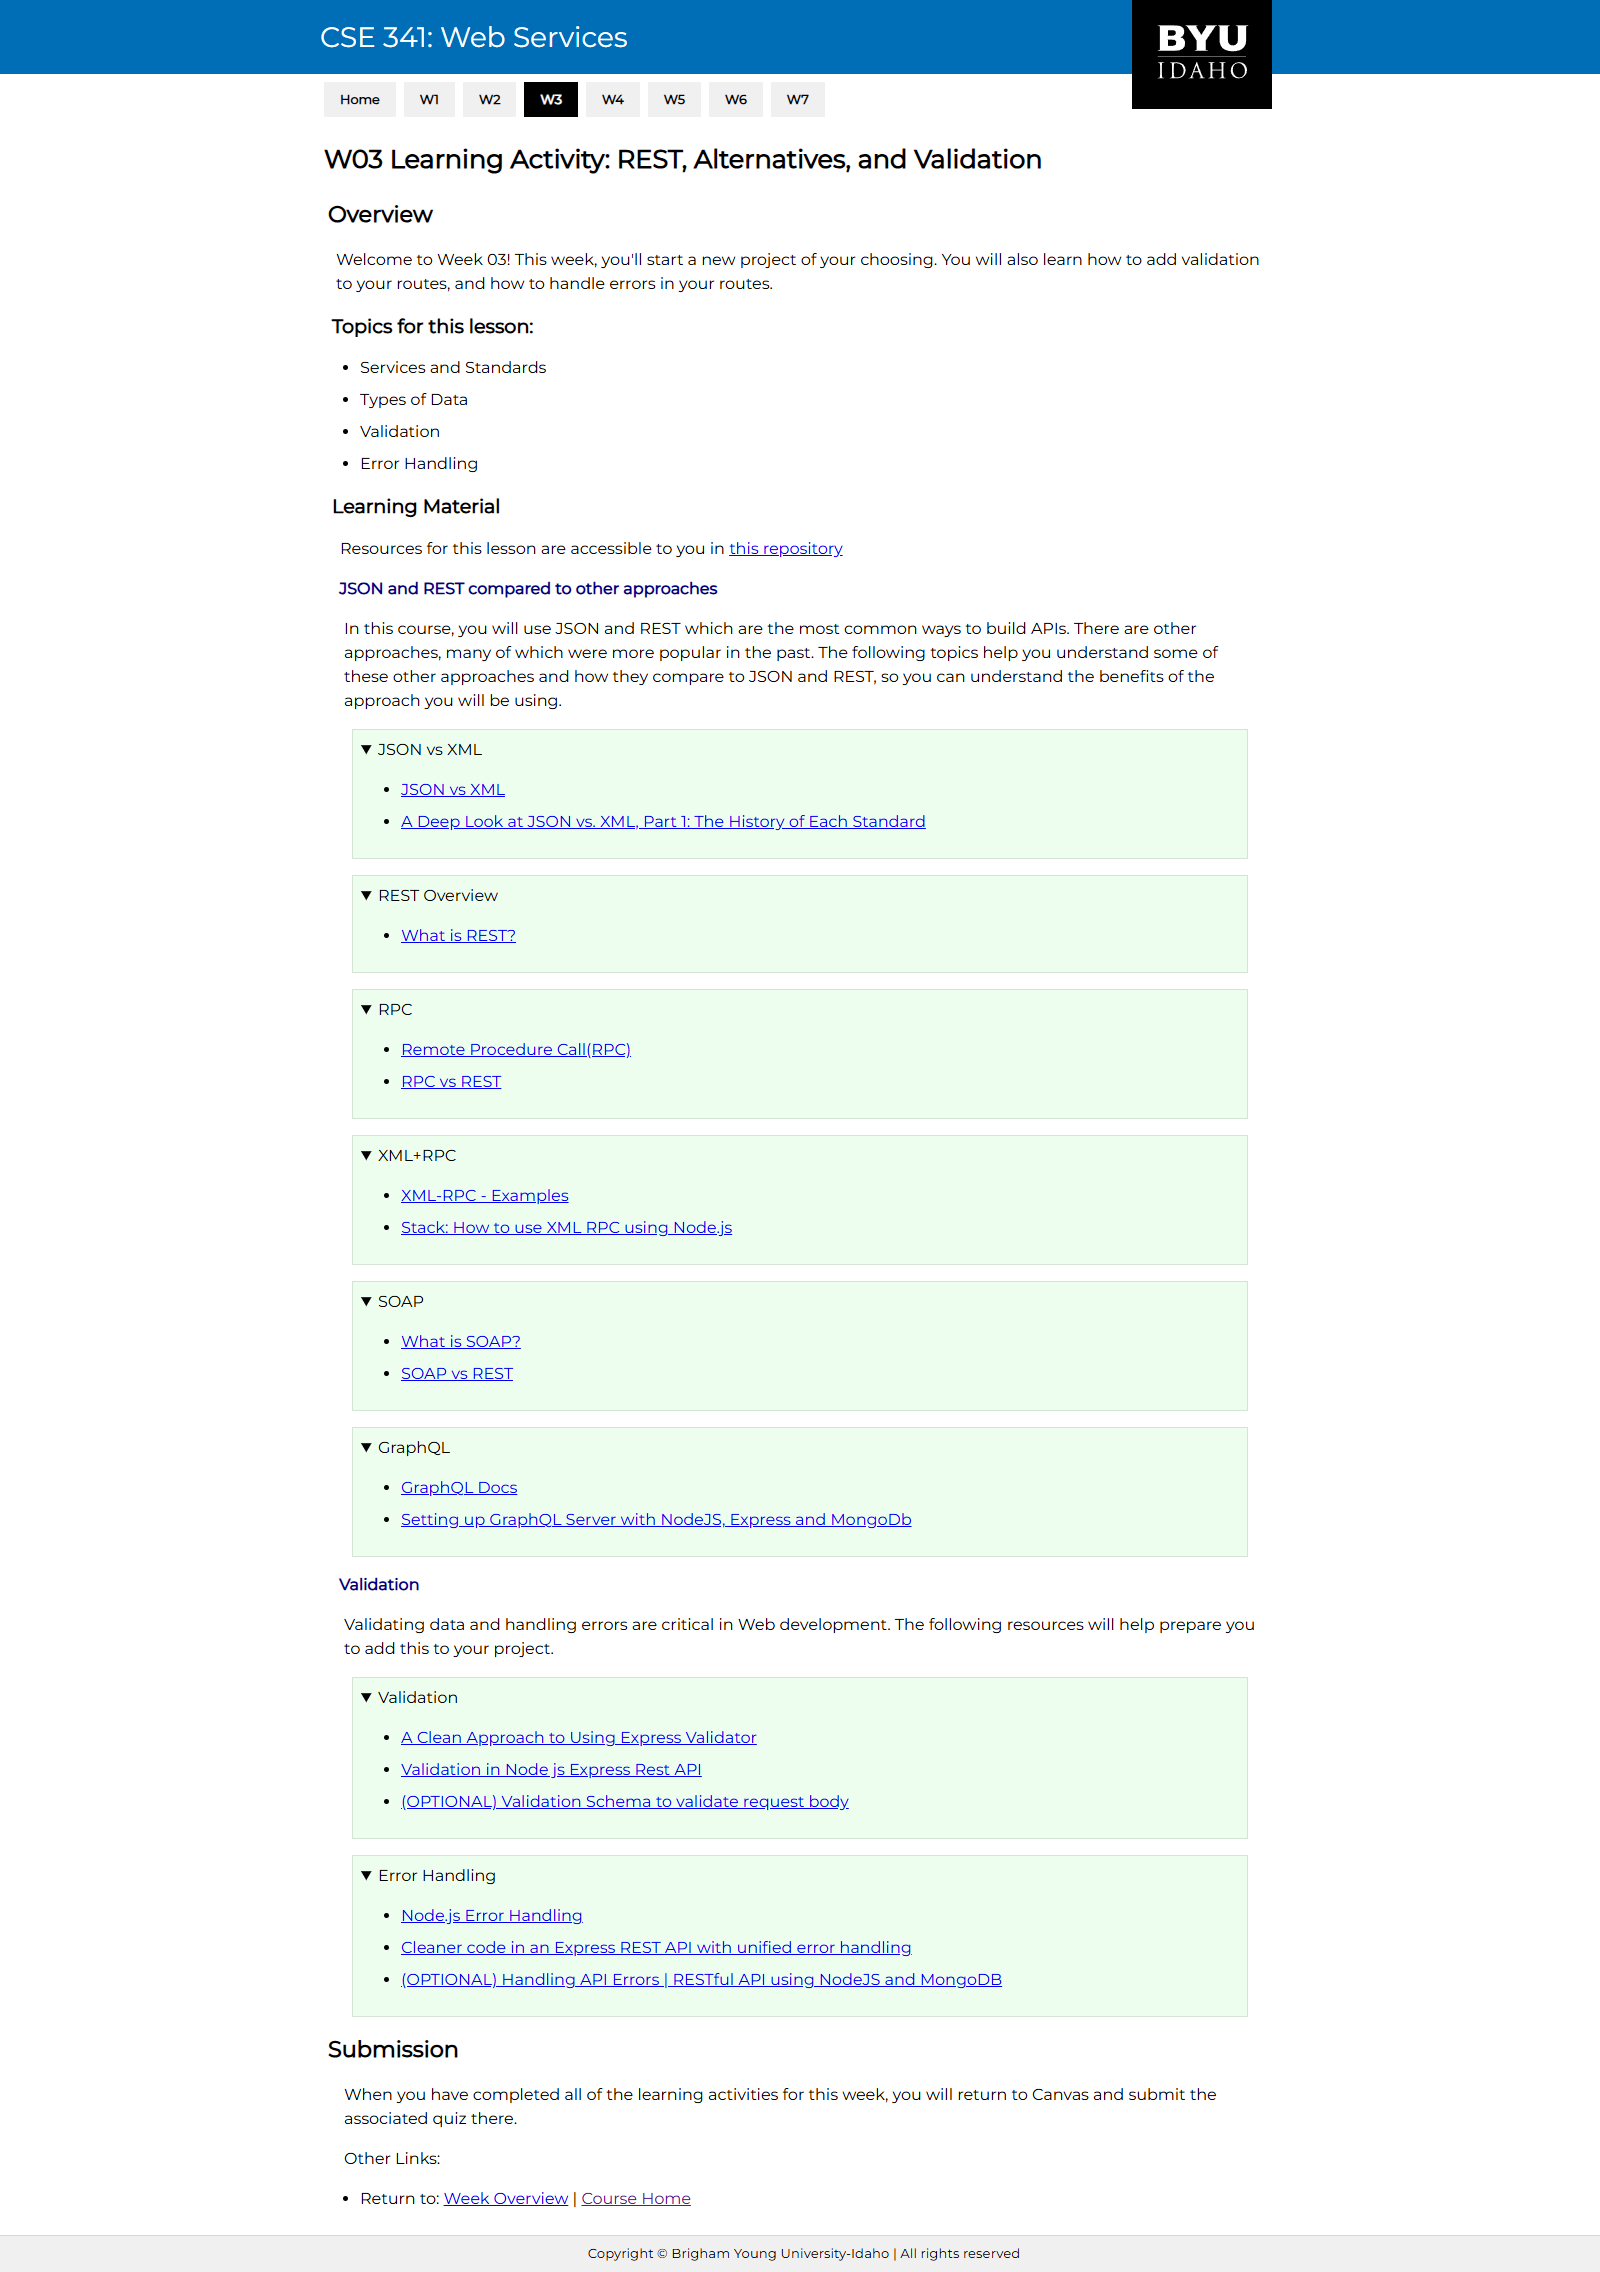 CSE 341: Web Services
BYU
IDAHO
Home W1 W2 W3 W4 W5 W6 W7
W03 Learning Activity: REST, Alternatives, and Validation
Overview
Welcome to Week 03! This week, you'll start a new project of your choosing. You will also learn how to add validation
to your routes, and how to handle errors in your routes.
Topics for this lesson:
• Services and Standards
• Types of Data
• Validation
• Error Handling
Learning Material
Resources for this lesson are accessible to you in this repository
JSON and REST compared to other approaches
In this course, you will use JSON and REST which are the most common ways to build APIs. There are other
approaches, many of which were more popular in the past. The following topics help you understand some of
these other approaches and how they compare to JSON and REST, so you can understand the benefits of the
approach you will be using.
▼ JSON vs XML
• JSON vs XML
• A Deep Look at JSON vs. XML, Part 1: The History of Each Standard
▼ REST Overview
• What is REST?
▼ RPC
• Remote Procedure Call(RPC)
• RPC vs REST
▼ XML+RPC
• XML-RPC - Examples
• Stack: How to use XML RPC using Node.js
▼ SOAP
• What is SOAP?
• SOAP vs REST
▼ GraphQL
• GraphQL Docs
• Setting up GraphQL Server with NodeJS, Express and MongoDb
Validation
Validating data and handling errors are critical in Web development. The following resources will help prepare you
to add this to your project.
▼ Validation
• A Clean Approach to Using Express Validator
• Validation in Node js Express Rest API
• (OPTIONAL) Validation Schema to validate request body
▼ Error Handling
• Node.js Error Handling
• Cleaner code in an Express REST API with unified error handling
• (OPTIONAL) Handling API Errors | RESTful API using NodeJS and MongoDB
Submission
When you have completed all of the learning activities for this week, you will return to Canvas and submit the
associated quiz there.
Other Links:
• Return to: Week Overview | Course Home
Copyright © Brigham Young University-Idaho | All rights reserved